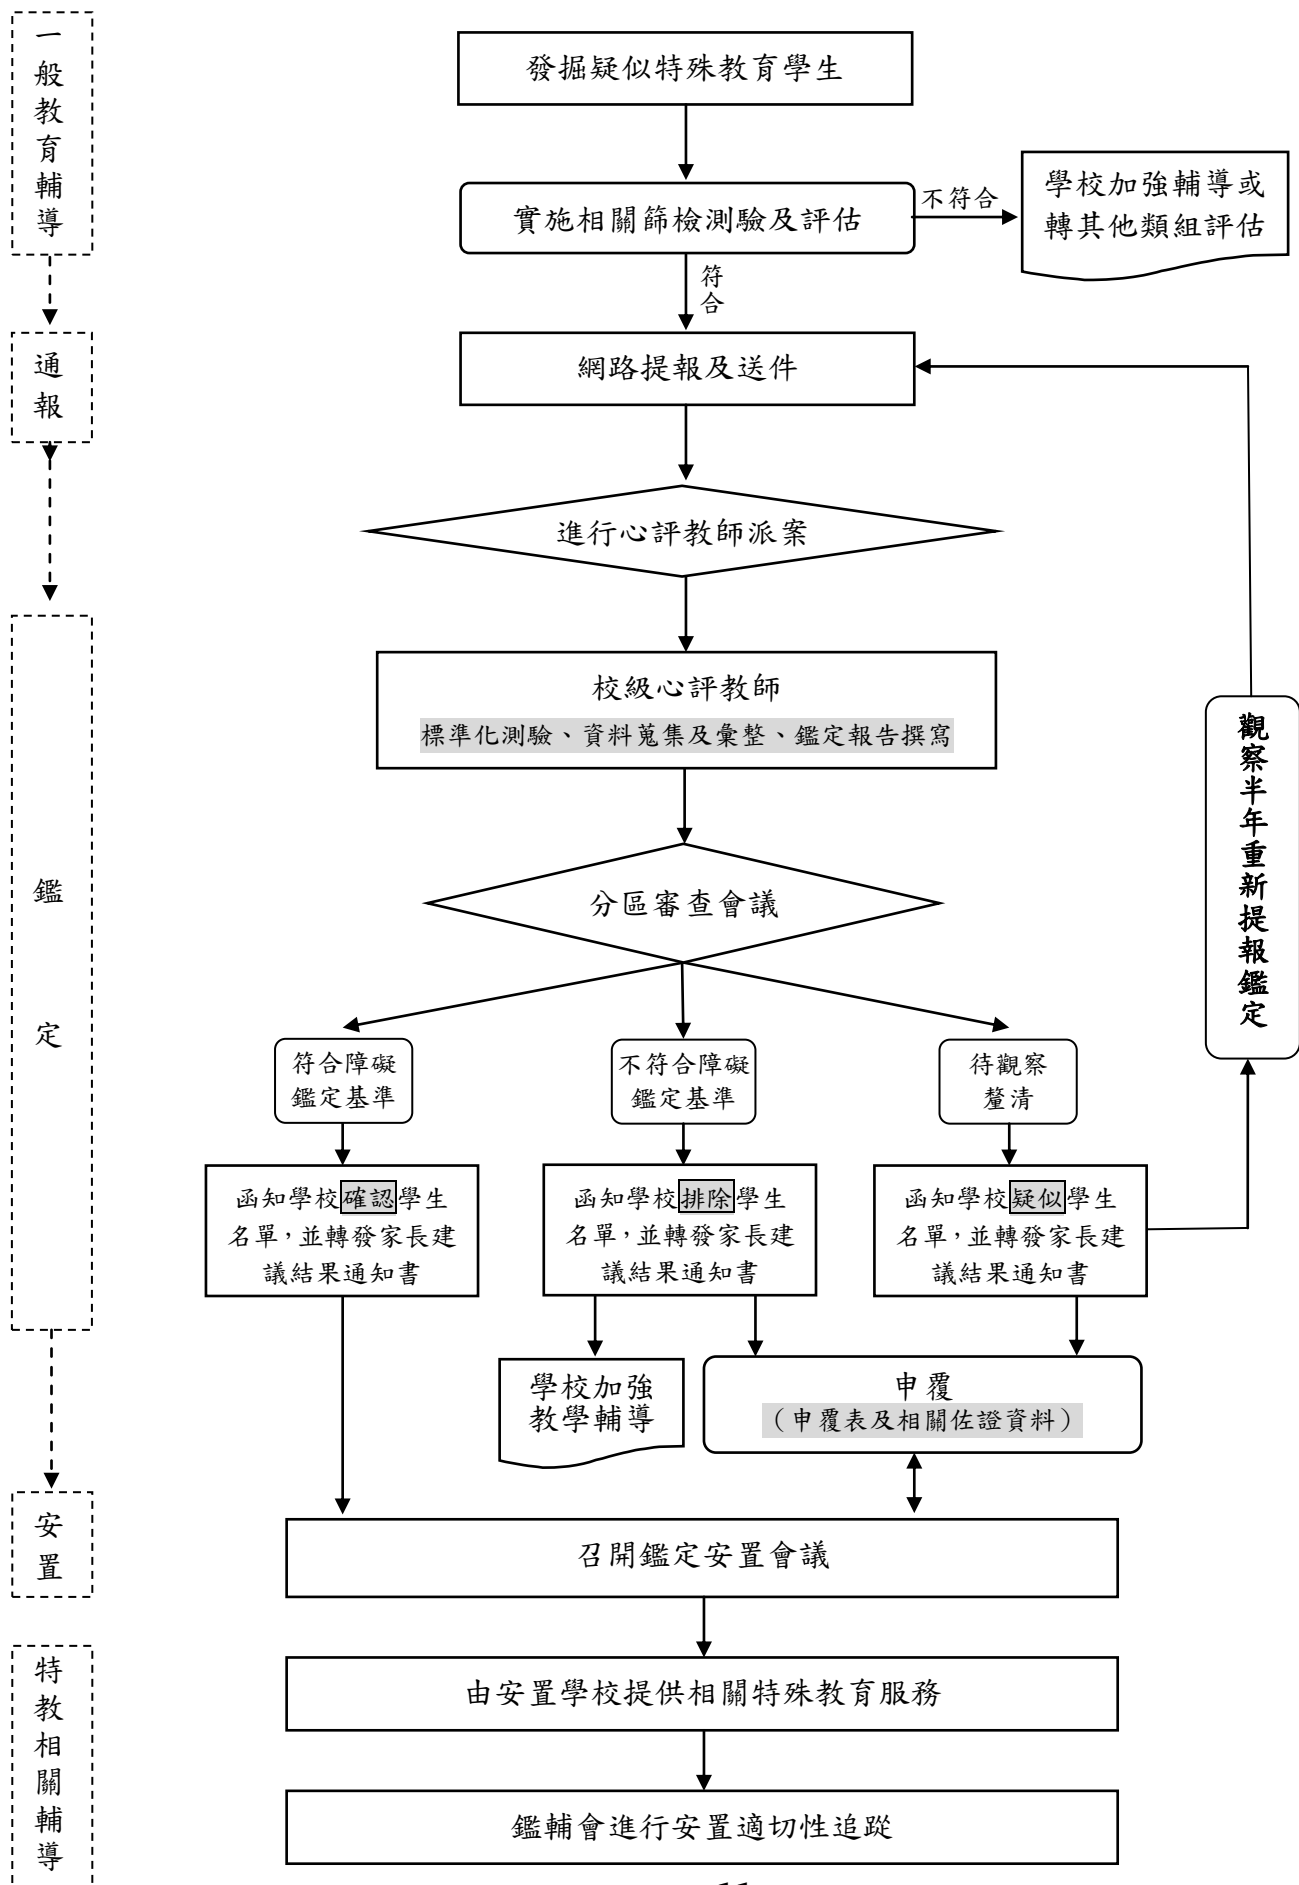 一般教育輔導
發掘疑似特殊教育學生
實施相關篩檢測驗及評估
不符合
學校加強輔導或
轉其他類組評估
符合
通報
網路提報及送件
進行心評教師派案
鑑定
校級心評教師
標準化測驗、資料蒐集及彙整、鑑定報告撰寫
觀察半年重新提報鑑定
分區審查會議
符合障礙
鑑定基準
不符合障礙
鑑定基準
待觀察
釐清
函知學校確認學生
名單，並轉發家長建
議結果通知書
函知學校排除學生
名單，並轉發家長建
議結果通知書
函知學校疑似學生
名單，並轉發家長建
議結果通知書
學校加強
教學輔導
申覆
（申覆表及相關佐證資料）
安置
召開鑑定安置會議
特教相關輔導
由安置學校提供相關特殊教育服務
鑑輔會進行安置適切性追蹤